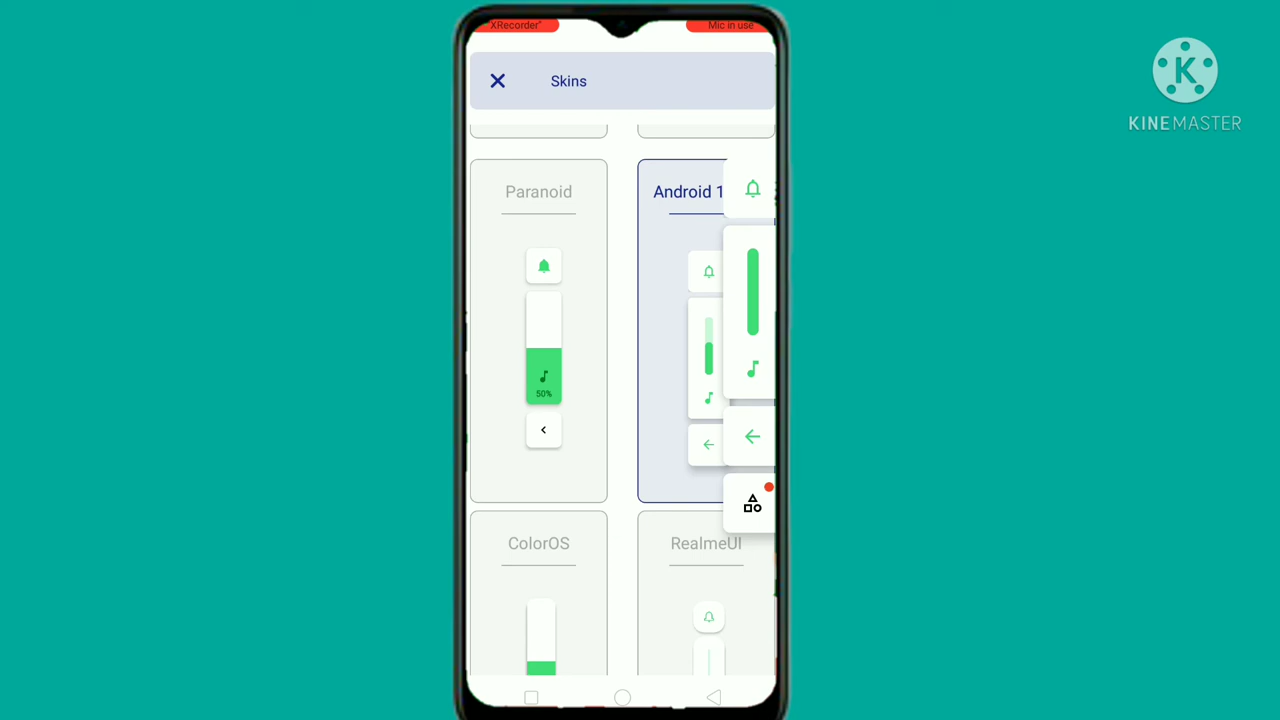 XRecorder"
Mic in use
Skins
K
KINEMASTER
Paranoid
Android 1
50%
ColorOS
RealmeUI